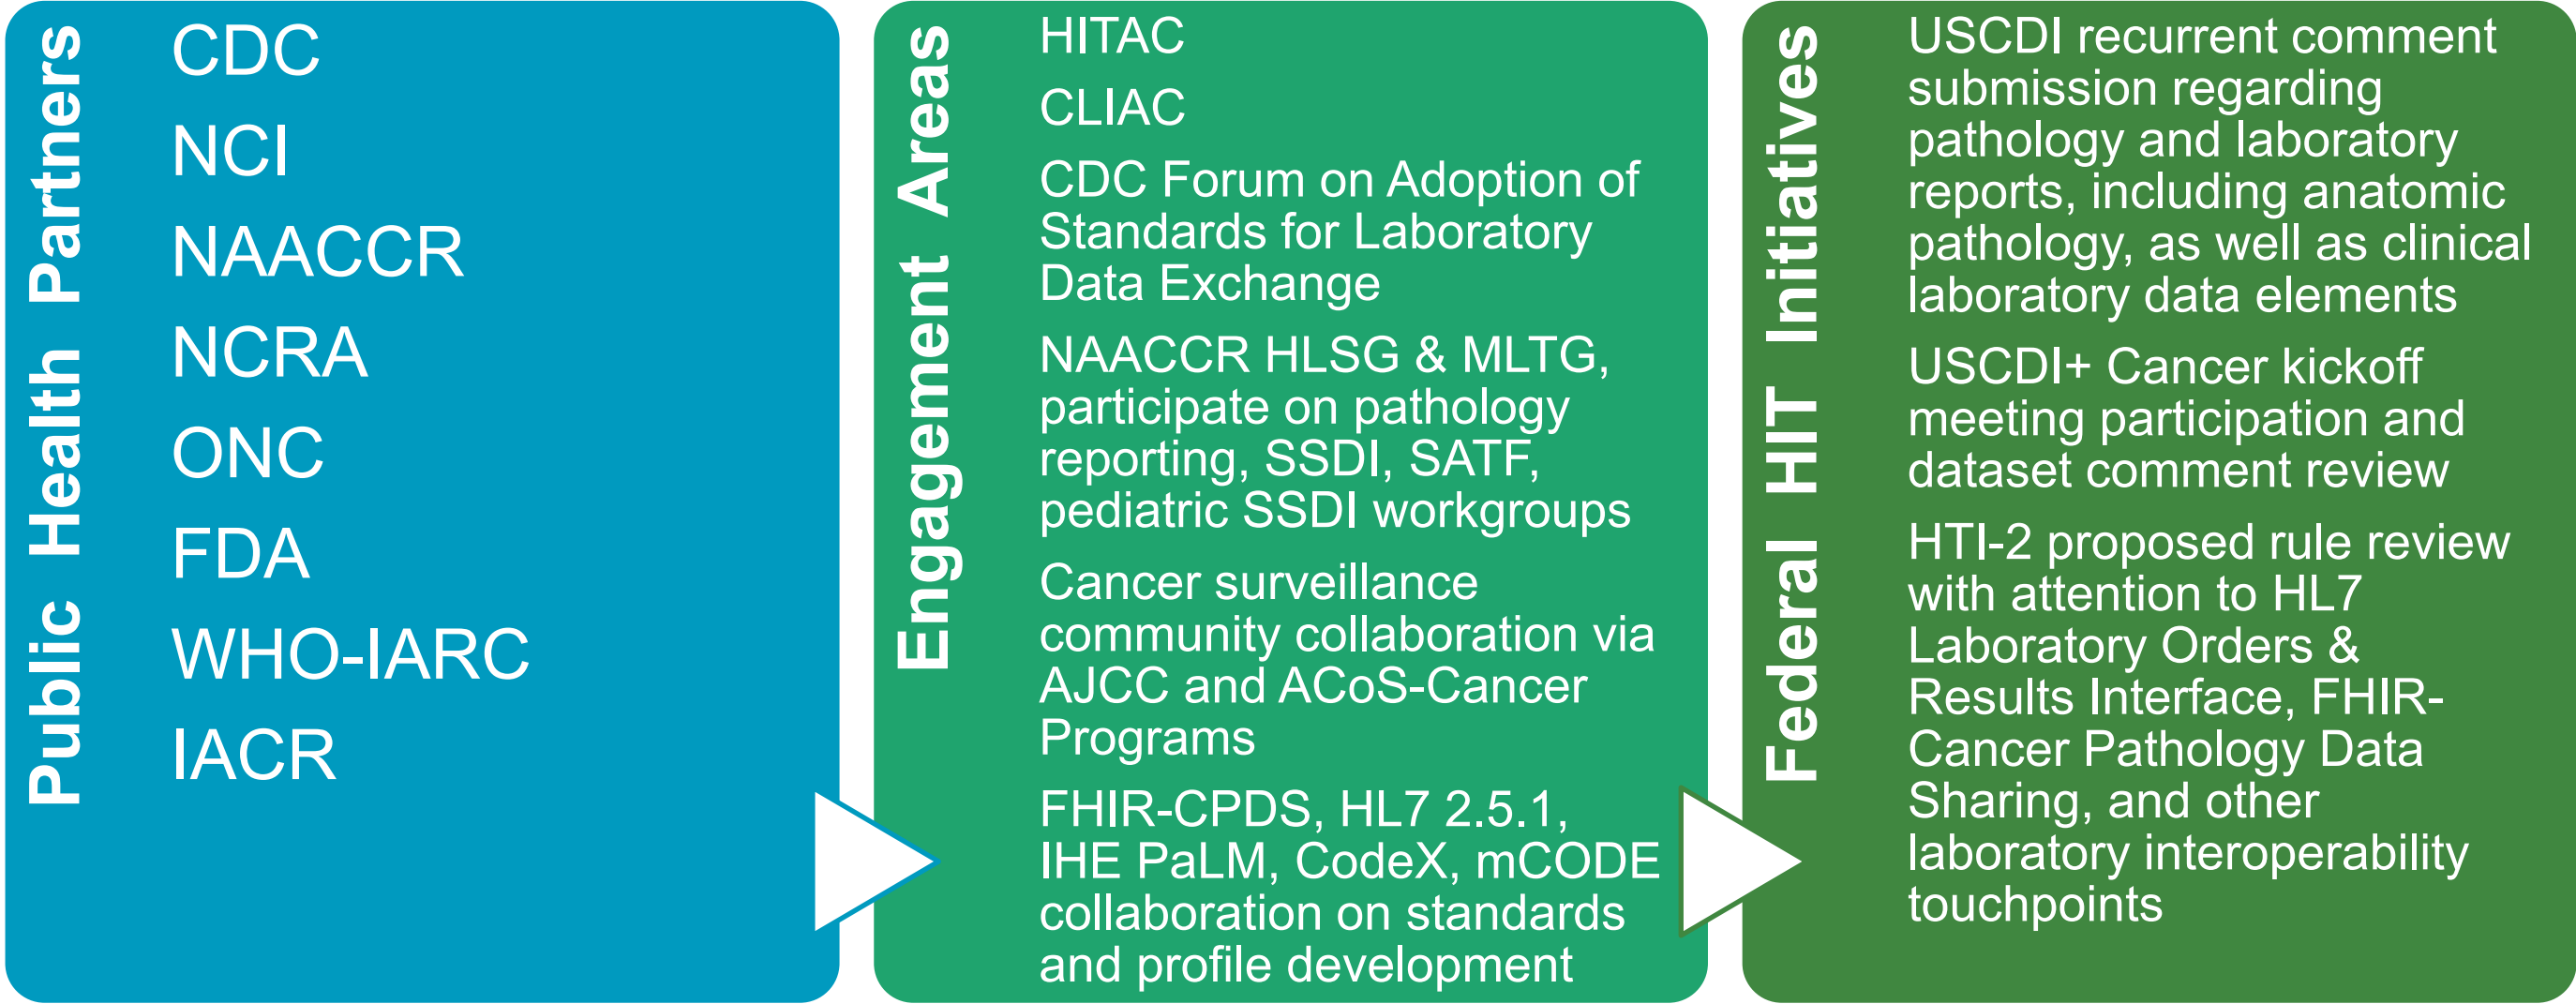 Public Health Partners
CDC
NCI
NAACCR
NCRA
ONC
FDA
WHO-IARC
IACR
Engagement Areas
HITAC
CLIAC
CDC Forum on Adoption of
Standards for Laboratory
Data Exchange
NAACCR HLSG & MLTG,
participate on pathology
reporting, SSDI, SATF,
pediatric SSDI workgroups
Cancer surveillance
community collaboration via
AJCC and ACoS-Cancer
Programs
FHIR-CPDS, HL7 2.5.1,
IHE PaLM, CodeX, mCODE
collaboration on standards
and profile development
Federal HIT Initiatives
USCDI recurrent comment
submission regarding
pathology and laboratory
reports, including anatomic
pathology, as well as clinical
laboratory data elements
USCDI+ Cancer kickoff
meeting participation and
dataset comment review
HTI-2 proposed rule review
with attention to HL7
Laboratory Orders &
Results Interface, FHIR-
Cancer Pathology Data
Sharing, and other
laboratory interoperability
touchpoints